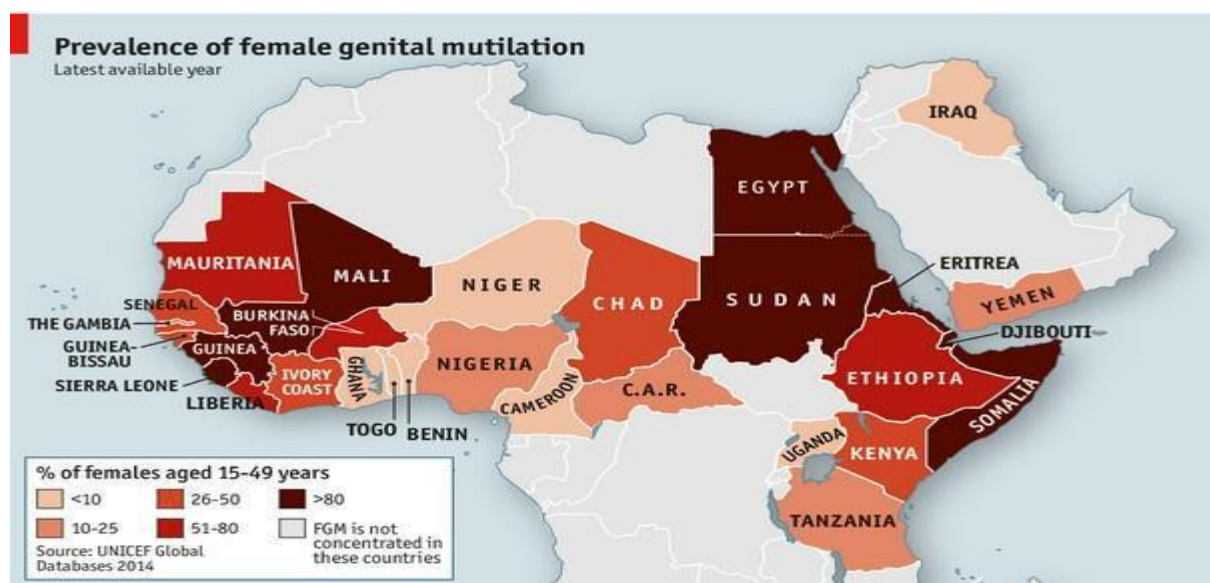 Prevalence of female genital mutilation
Latest available year
IRAQ
EGYPT
MAURITANIA
MALI
NIGER
CHAD
SUDAN
ERITREA
YEMEN
SENEGAL
THE GAMBIA
BURKINA
FASO
DJIBOUTI
GUINEA-
BISSAU
GUINEA
NIGERIA
ETHIOPIA
SIERRA LEONE
IVORY
COAST
GHANA
C.A.R.
SOMALIA
LIBERIA
CAMEROON
TOGO
BENIN
UGANDA
KENYA
TANZANIA
% of females aged 15-49 years
<10
26-50
>80
10-25
51-80
FGM is not
concentrated in
these countries
Source: UNICEF Global
Databases 2014